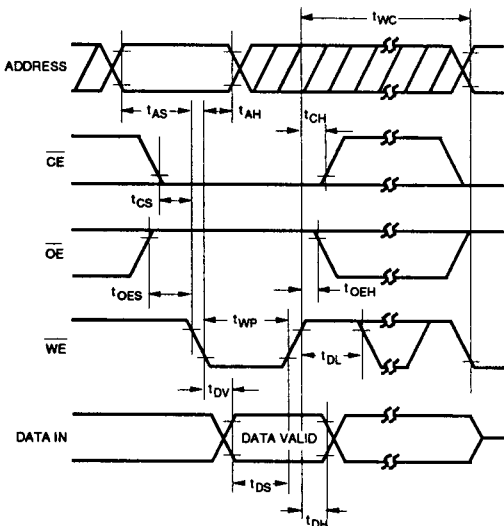 tWC
ADDRESS
tAS
tAH
tCH
CE
tCS
OE
tOES
tOEH
tWP
WE
tDL
tDV
DATA IN
DATA VALID
tDS
tDH